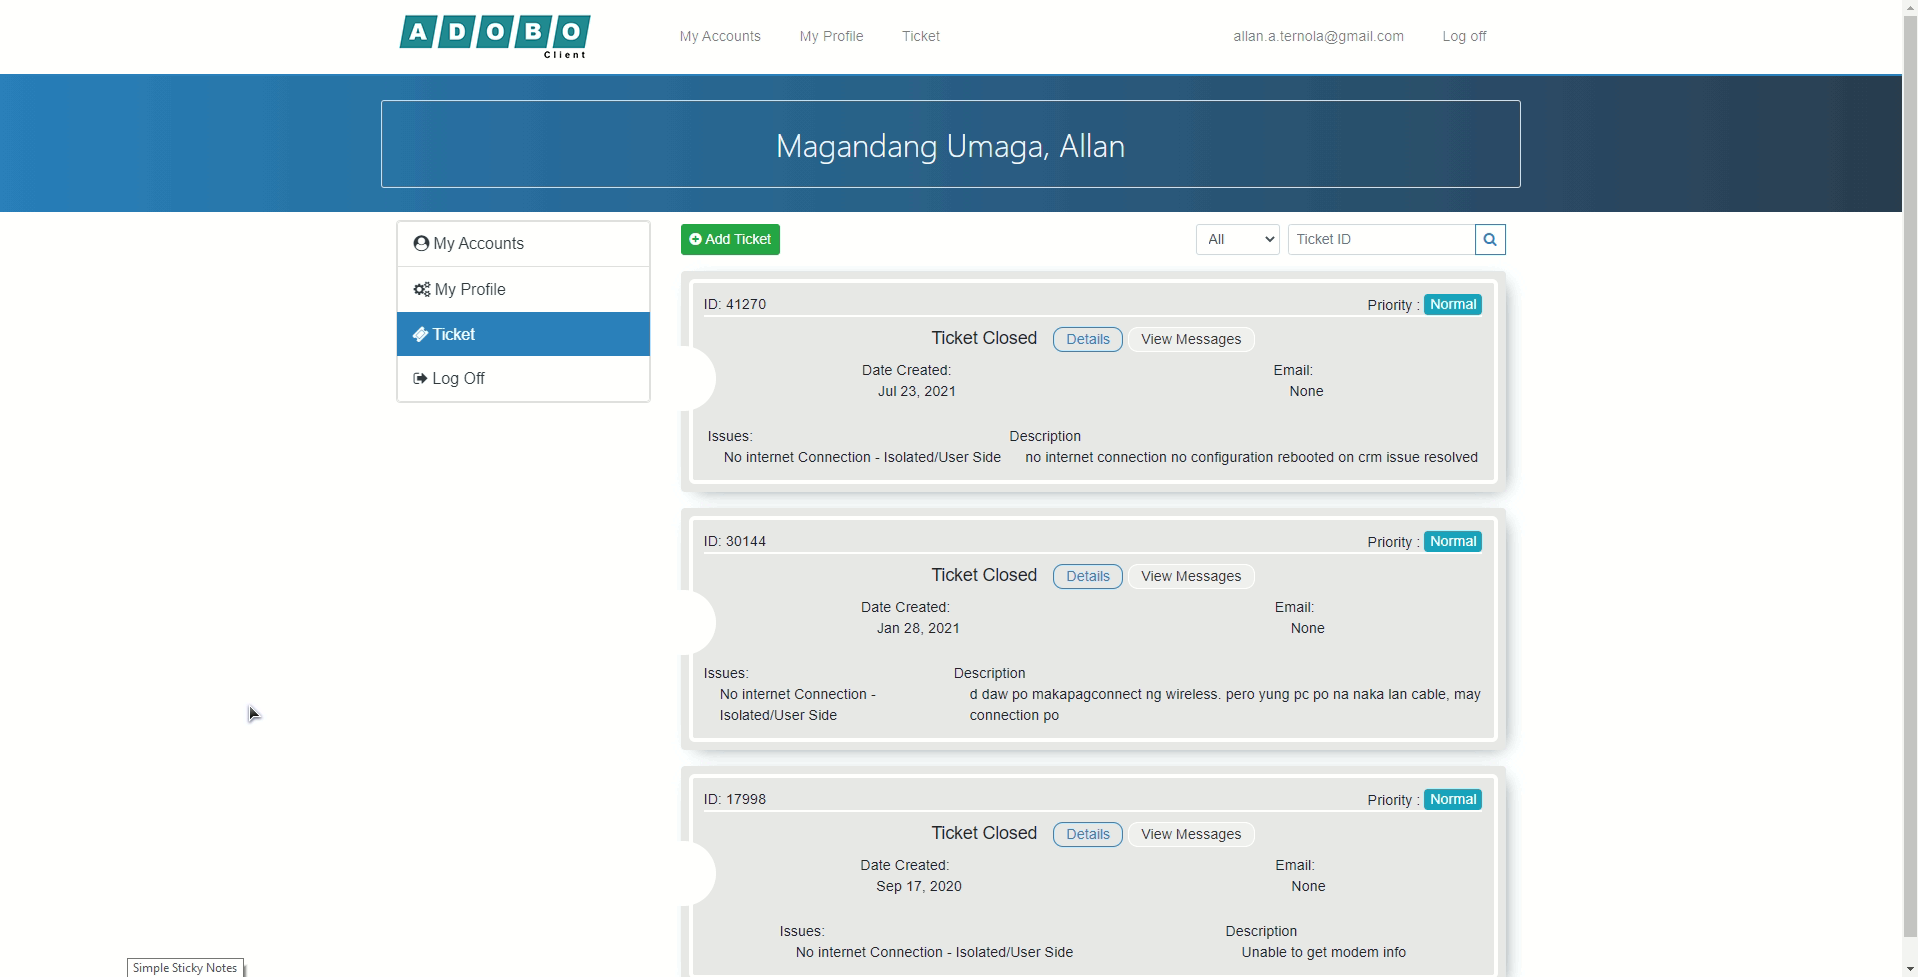 ADOBO
Client
My Accounts
My Profile
Ticket
allan.a.ternola@gmail.com
Log off
Magandang Umaga, Allan
My Accounts
My Profile
Ticket
Log Off
Add Ticket
All
Ticket ID
ID: 41270
Priority : Normal
Ticket Closed Details View Messages
Date Created:
Jul 23, 2021
Email:
None
Issues:
No internet Connection - Isolated/User Side
Description
no internet connection no configuration rebooted on crm issue resolved
ID: 30144
Priority : Normal
Ticket Closed Details View Messages
Date Created:
Jan 28, 2021
Email:
None
Issues:
No internet Connection -
Isolated/User Side
Description
d daw po makapagconnect ng wireless. pero yung pc po na naka lan cable, may
connection po
ID: 17998
Priority : Normal
Ticket Closed Details View Messages
Date Created:
Sep 17, 2020
Email:
None
Issues:
No internet Connection - Isolated/User Side
Description
Unable to get modem info
Simple Sticky Notes